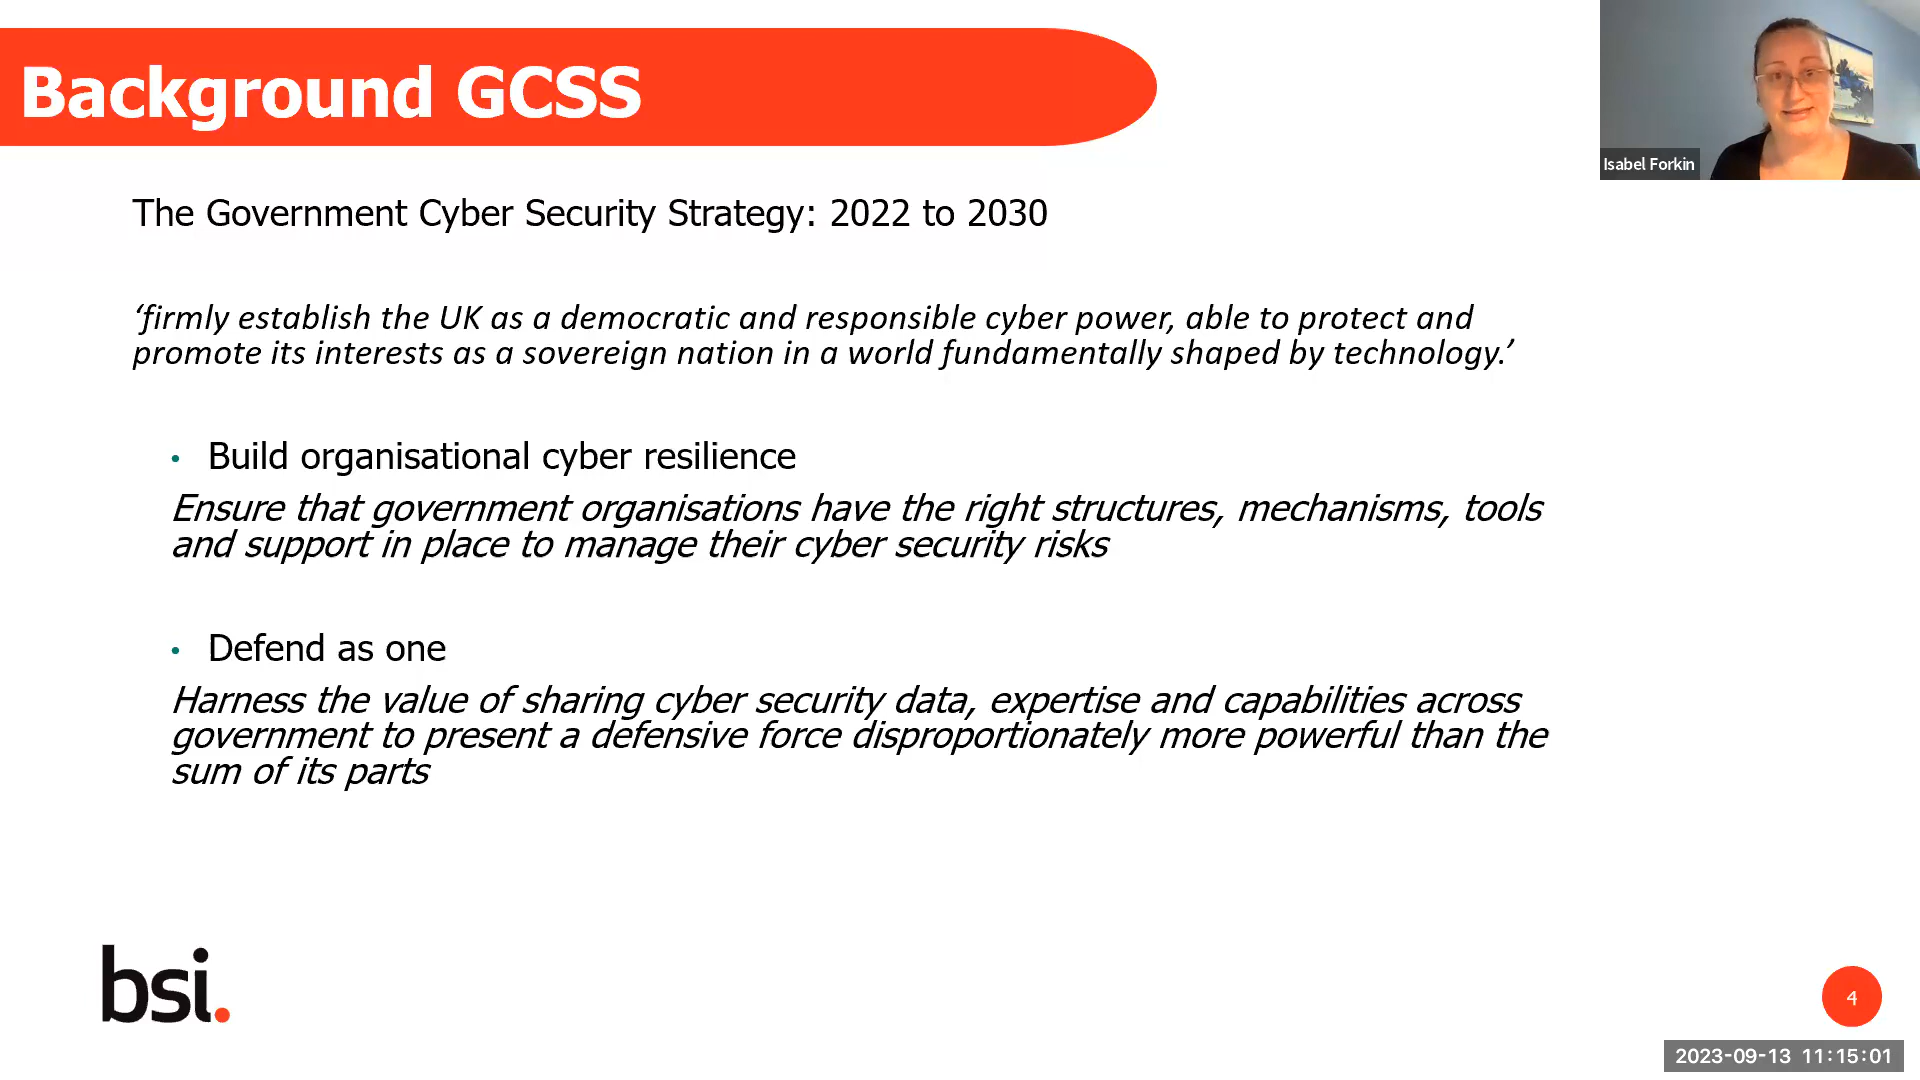 Background GCSS
Isabel Forkin
The Government Cyber Security Strategy: 2022 to 2030
‘firmly establish the UK as a democratic and responsible cyber power, able to protect and
promote its interests as a sovereign nation in a world fundamentally shaped by technology.’
• Build organisational cyber resilience
Ensure that government organisations have the right structures, mechanisms, tools
and support in place to manage their cyber security risks
• Defend as one
Harness the value of sharing cyber security data, expertise and capabilities across
government to present a defensive force disproportionately more powerful than the
sum of its parts
bsi.
4
2023-09-13 11:15:01